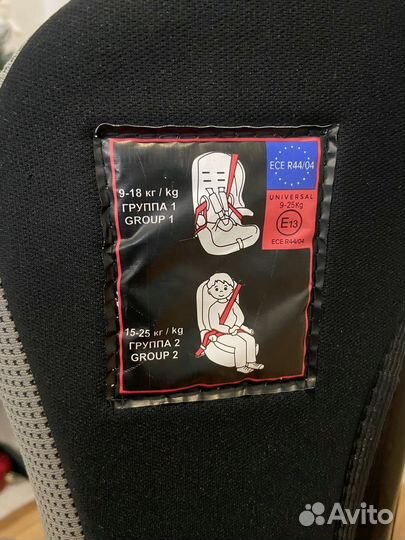 ECE R44/04
UNIVERSAL
9-25Kg
E13
ECE R44/04
9-18 кг / kg
ГРУППА 1
GROUP 1
15-25 кг / kg
ГРУППА 2
GROUP 2
Avito